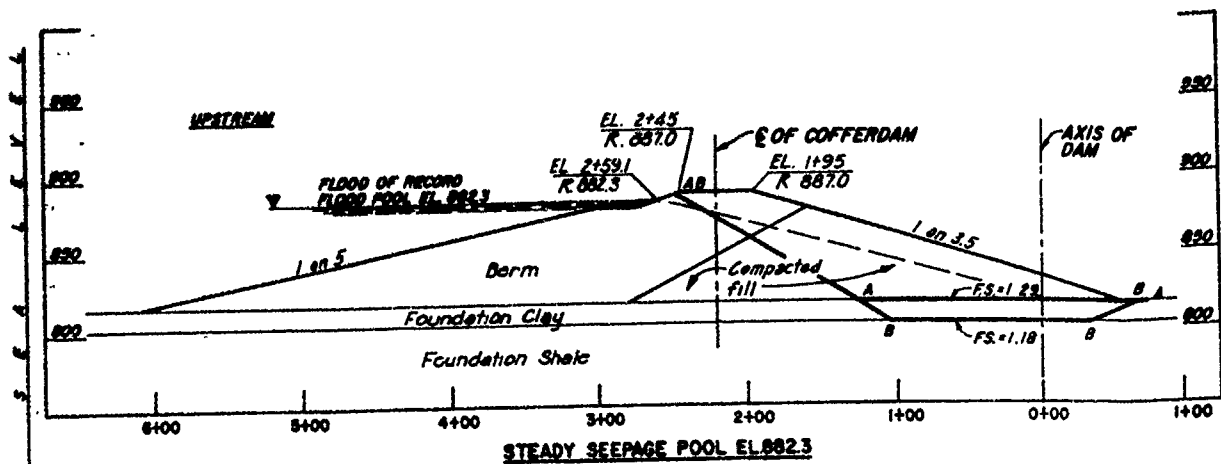 UPSTREAM
FLOOD OF RECORD
FLOOD POOL EL. 882.3
EL. 2+45
R. 887.0
EL 2+59.1
R 882.3
AB
℄ OF COFFERDAM
EL. 1+95
R 887.0
AXIS OF
DAM
1 on 5
Berm
Compacted
fill
1 on 3.5
A
F.S.=1.29
B
A
Foundation Clay
B
F.S.=1.18
B
Foundation Shale
900
850
800
900
850
800
6+00
5+00
4+00
3+00
2+00
1+00
0+00
1+00
STEADY SEEPAGE POOL EL.882.3